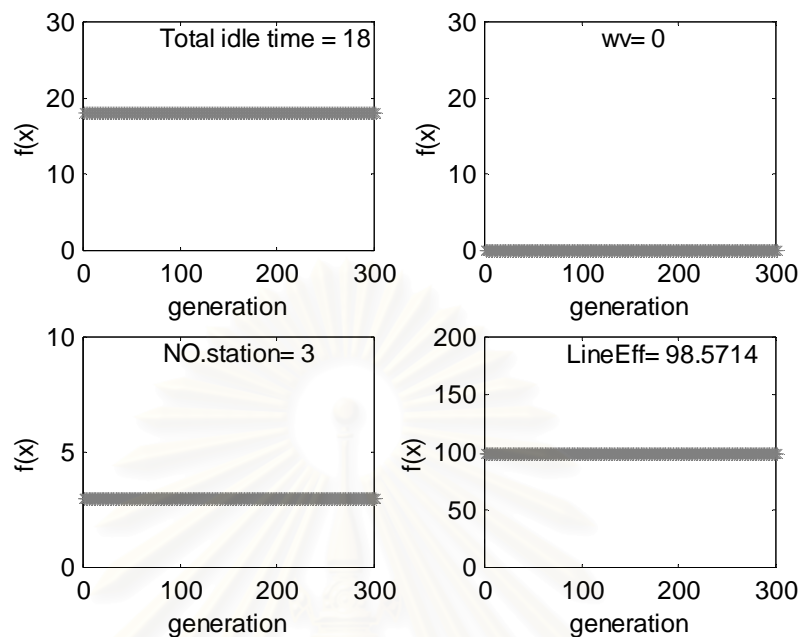 30
20
10
0
f(x)
Total idle time = 18
0 100 200 300
generation
30
20
10
0
f(x)
wv= 0
0 100 200 300
generation
10
5
0
f(x)
NO.station= 3
0 100 200 300
generation
200
150
100
50
0
f(x)
LineEff= 98.5714
0 100 200 300
generation